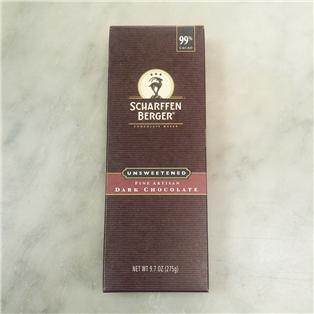 99%
CACAO
SCHARFFEN
BERGER®
CHOCOLATE MAKER
UNSWEETENED
FINE ARTISAN
DARK CHOCOLATE
NET WT 9.7 OZ (275g)